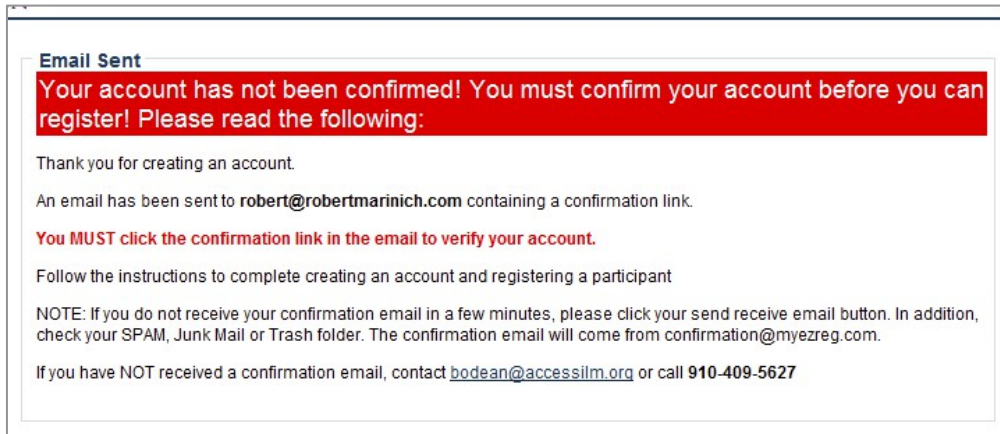 Email Sent
Your account has not been confirmed! You must confirm your account before you can
register! Please read the following:
Thank you for creating an account.
An email has been sent to robert@robertmarinich.com containing a confirmation link.
You MUST click the confirmation link in the email to verify your account.
Follow the instructions to complete creating an account and registering a participant
NOTE: If you do not receive your confirmation email in a few minutes, please click your send receive email button. In addition,
check your SPAM, Junk Mail or Trash folder. The confirmation email will come from confirmation@myezreg.com.
If you have NOT received a confirmation email, contact bodean@accessilm.org or call 910-409-5627